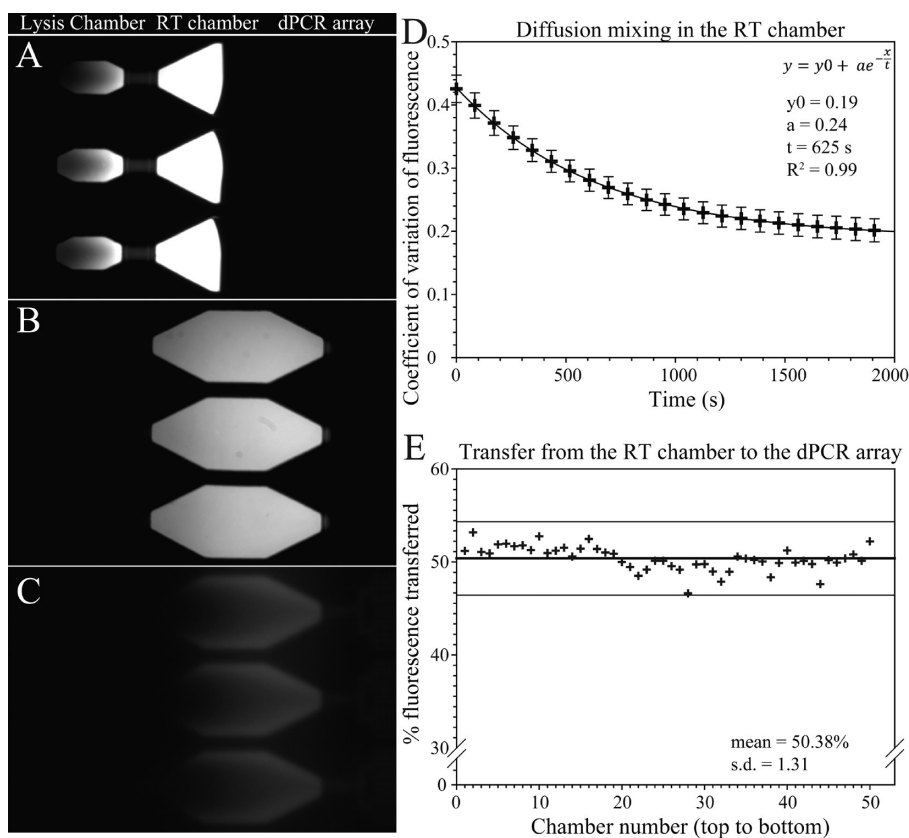 Lysis Chamber RT chamber dPCR array
A
B
C
D
Diffusion mixing in the RT chamber
Coefficient of variation of fluorescence
0.5
0.4
0.3
0.2
0.1
0
y = y0 + ae^{-x/t}
y0 = 0.19
a = 0.24
t = 625 s
R² = 0.99
0 500 1000 1500 2000
Time (s)
E
Transfer from the RT chamber to the dPCR array
% fluorescence transferred
60
50
40
30
0
mean = 50.38%
s.d. = 1.31
0 10 20 30 40 50
Chamber number (top to bottom)